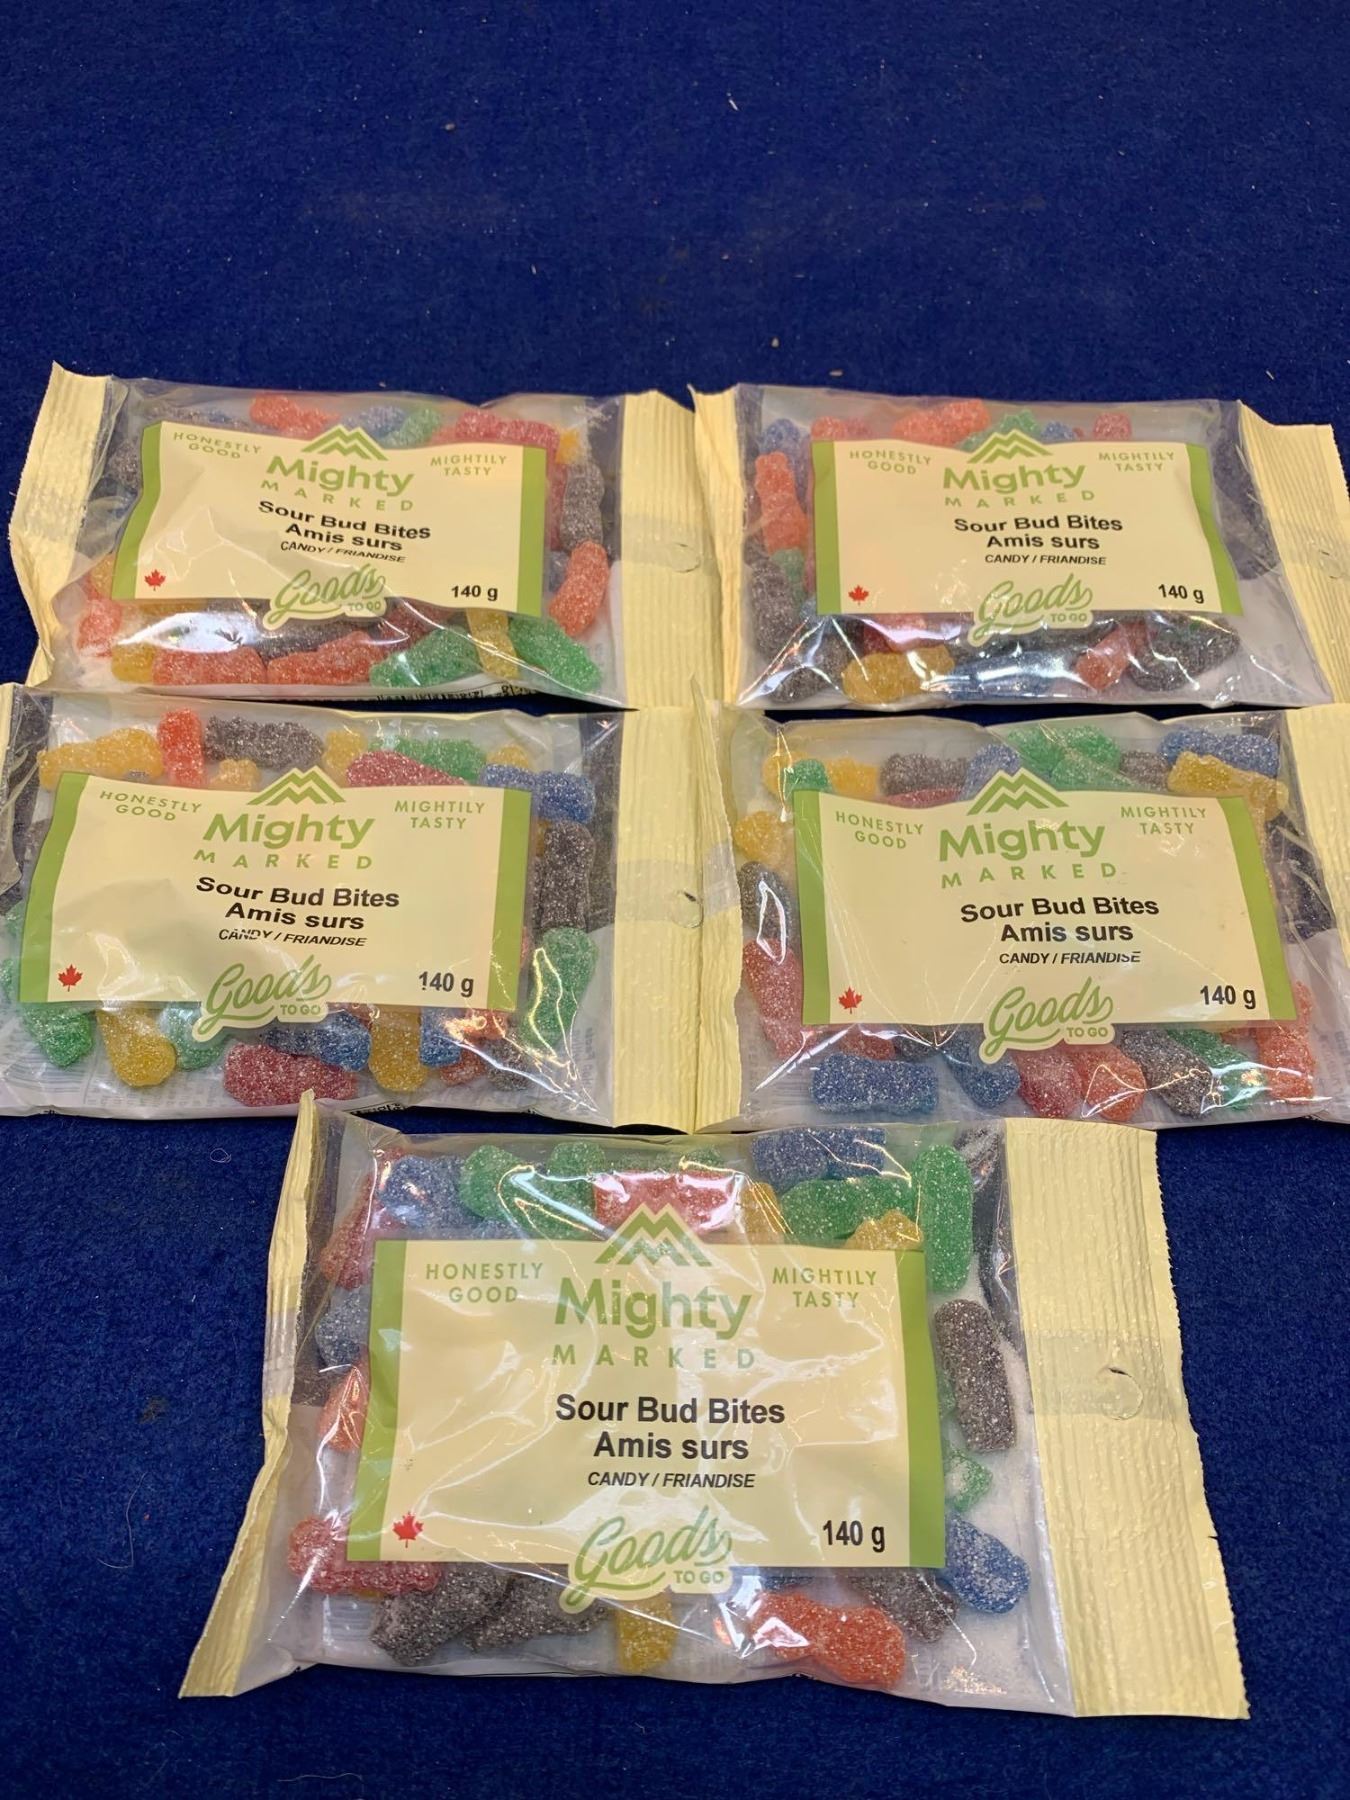 HONESTLY GOOD
Mighty
MARKED
MIGHTILY TASTY
Sour Bud Bites
Amis surs
CANDY / FRIANDISE
Goods
TO GO
140 g
HONESTLY GOOD
Mighty
MARKED
MIGHTILY TASTY
Sour Bud Bites
Amis surs
CANDY / FRIANDISE
Goods
TO GO
140 g
HONESTLY GOOD
Mighty
MARKED
MIGHTILY TASTY
Sour Bud Bites
Amis surs
CANDY / FRIANDISE
Goods
TO GO
140 g
HONESTLY GOOD
Mighty
MARKED
MIGHTILY TASTY
Sour Bud Bites
Amis surs
CANDY / FRIANDISE
Goods
TO GO
140 g
HONESTLY GOOD
Mighty
MARKED
MIGHTILY TASTY
Sour Bud Bites
Amis surs
CANDY / FRIANDISE
Goods
TO GO
140 g